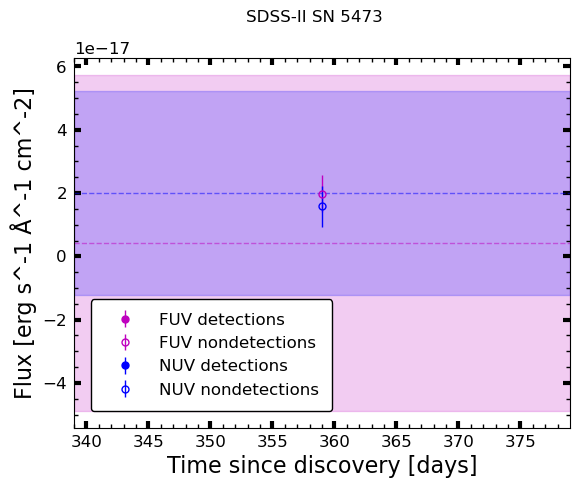 SDSS-II SN 5473
1e−17
6
4
2
0
−2
−4
Flux [erg s^-1 Å^-1 cm^-2]
FUV detections
FUV nondetections
NUV detections
NUV nondetections
340 345 350 355 360 365 370 375
Time since discovery [days]